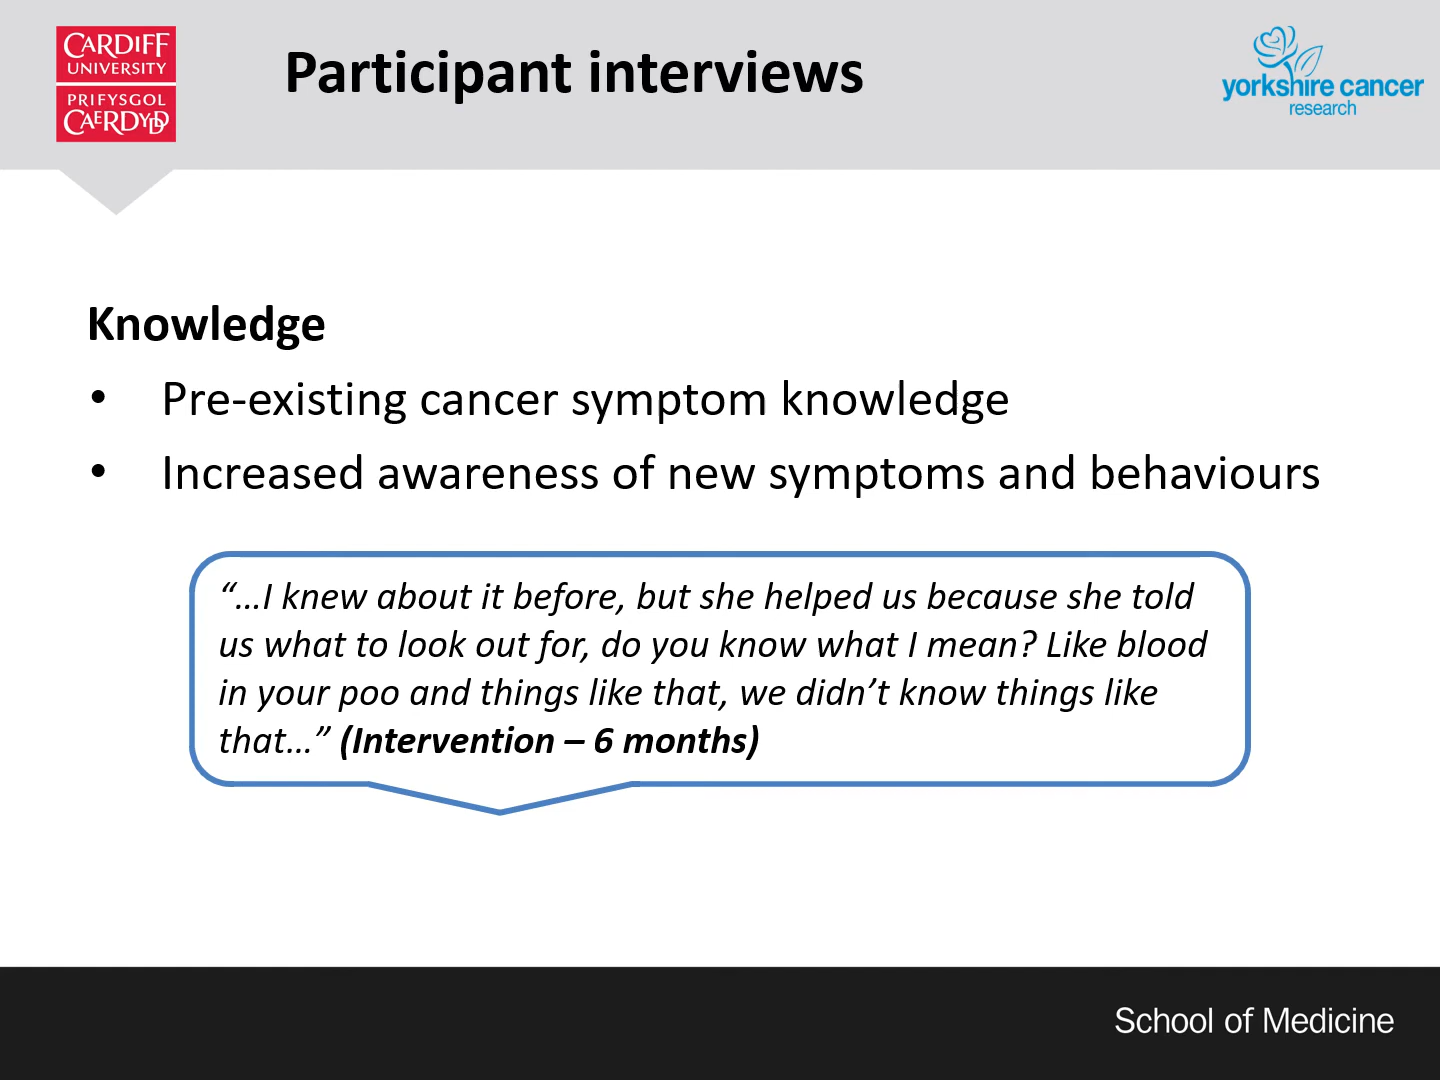 CARDIFF
UNIVERSITY
PRIFYSGOL
CAERDYDD
Participant interviews
yorkshire cancer
research
Knowledge
• Pre-existing cancer symptom knowledge
• Increased awareness of new symptoms and behaviours
“…I knew about it before, but she helped us because she told
us what to look out for, do you know what I mean? Like blood
in your poo and things like that, we didn’t know things like
that…” (Intervention – 6 months)
School of Medicine